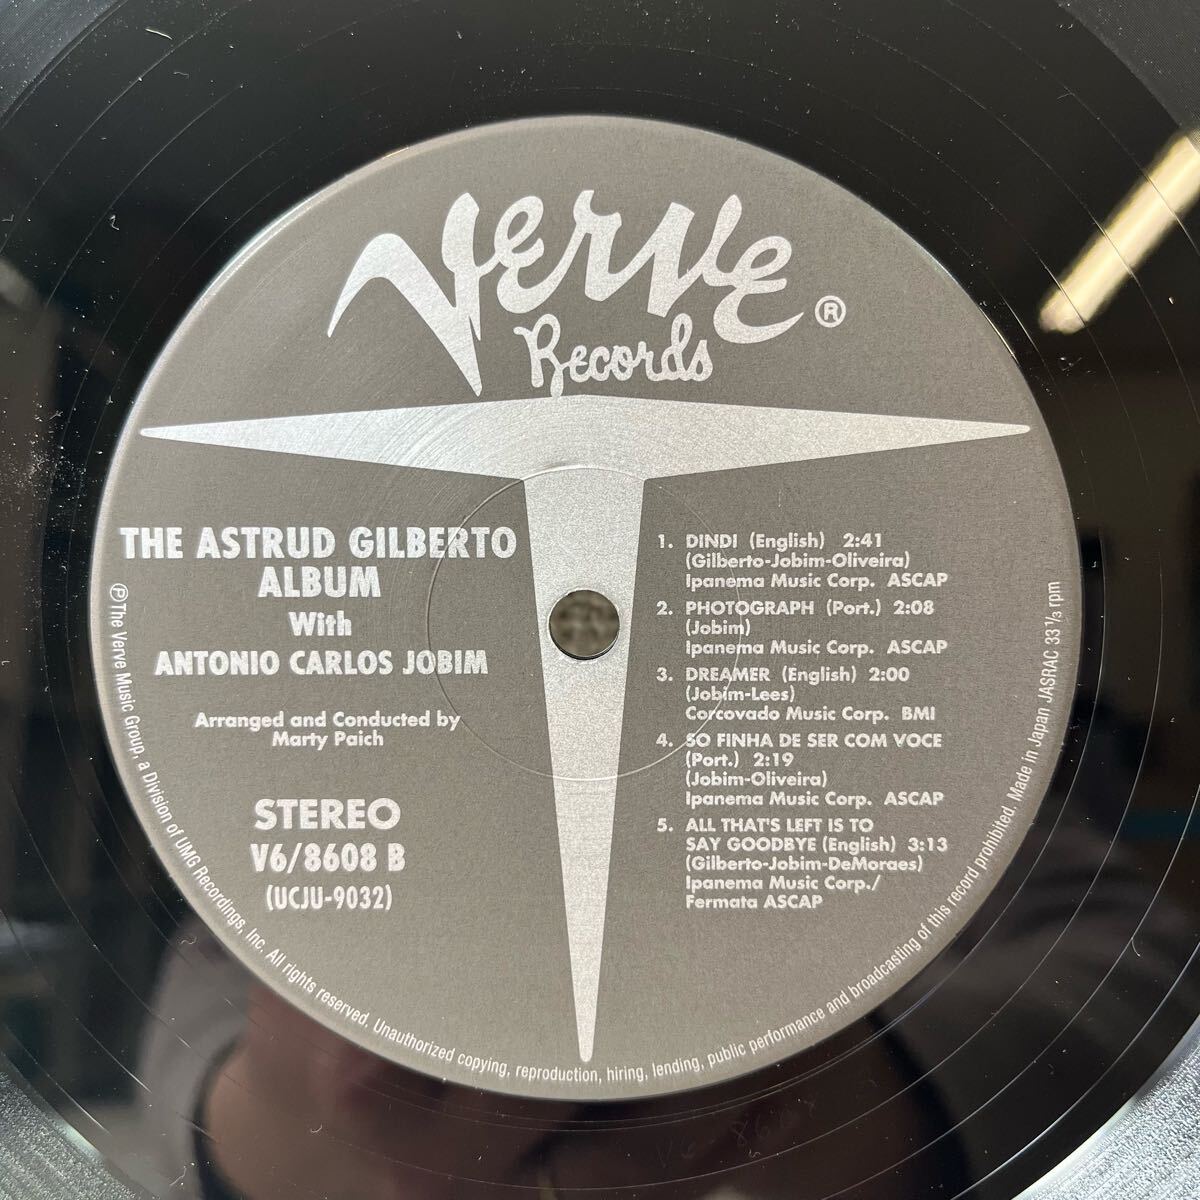 Verve ®
Records
THE ASTRUD GILBERTO
ALBUM
With
ANTONIO CARLOS JOBIM
Arranged and Conducted by
Marty Paich
STEREO
V6/8608 B
(UCJU-9032)
1. DINDI (English) 2:41
(Gilberto-Jobim-Oliveira)
Ipanema Music Corp. ASCAP
2. PHOTOGRAPH (Port.) 2:08
(Jobim)
Ipanema Music Corp. ASCAP
3. DREAMER (English) 2:00
(Jobim-Lees)
Corcovado Music Corp. BMI
4. SO FINHA DE SER COM VOCE
(Port.) 2:19
(Jobim-Oliveira)
Ipanema Music Corp. ASCAP
5. ALL THAT'S LEFT IS TO
SAY GOODBYE (English) 3:13
(Gilberto-Jobim-DeMoraes)
Ipanema Music Corp./
Fermata ASCAP
℗The Verve Music Group, a Division of UMG Recordings, Inc. All rights reserved. Unauthorized copying, reproduction, hiring, lending, public performance and broadcasting of this record prohibited. Made in Japan JASRAC 33 1/3 rpm